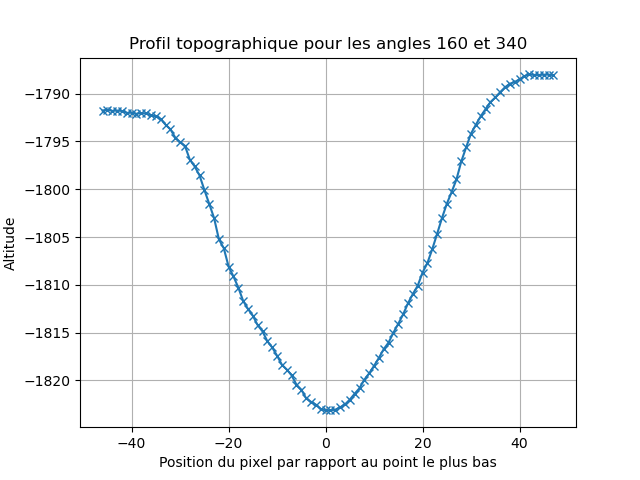 Profil topographique pour les angles 160 et 340
Altitude
−1790
−1795
−1800
−1805
−1810
−1815
−1820
−40 −20 0 20 40
Position du pixel par rapport au point le plus bas